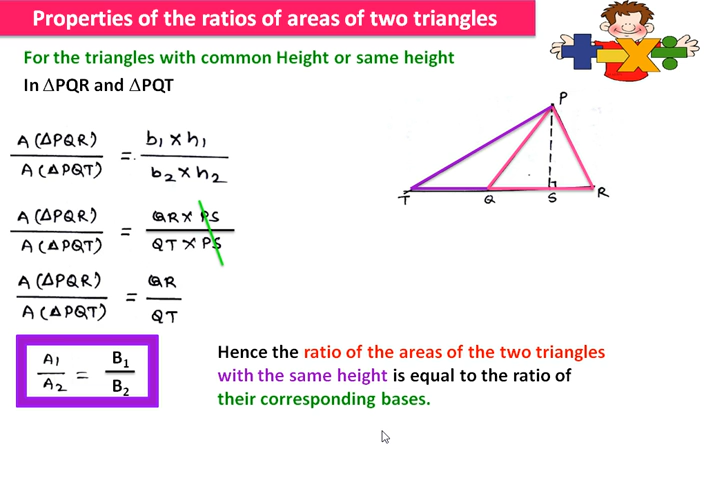 Properties of the ratios of areas of two triangles
For the triangles with common Height or same height
In ∆PQR and ∆PQT
A (∆PQR) / A (∆PQT) = b₁ × h₁ / b₂ × h₂
A (∆PQR) / A (∆PQT) = QR × PS / QT × PS
A (∆PQR) / A (∆PQT) = QR / QT
A₁ / A₂ = B₁ / B₂
P
T Q S R
Hence the ratio of the areas of the two triangles
with the same height is equal to the ratio of
their corresponding bases.